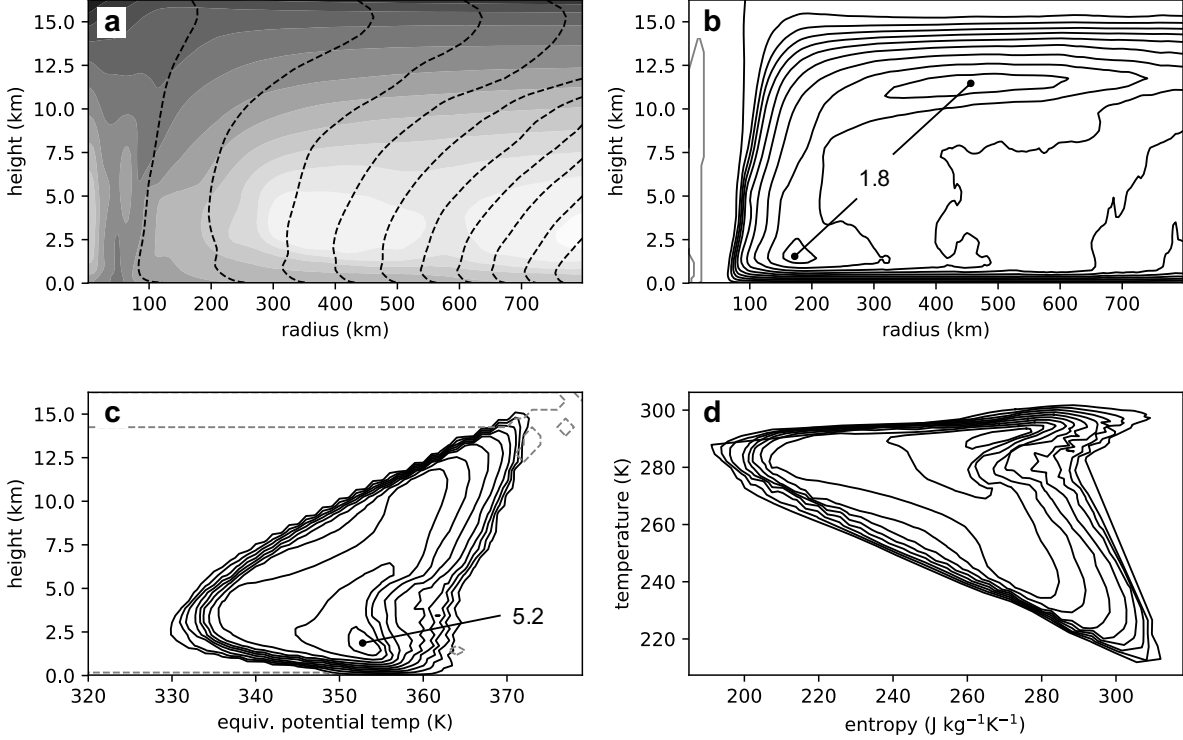 a
15.0
12.5
10.0
7.5
5.0
2.5
0.0
height (km)
100 200 300 400 500 600 700
radius (km)
b
15.0
12.5
10.0
7.5
5.0
2.5
0.0
height (km)
1.8
100 200 300 400 500 600 700
radius (km)
c
15.0
12.5
10.0
7.5
5.0
2.5
0.0
height (km)
5.2
320 330 340 350 360 370
equiv. potential temp (K)
d
300
280
260
240
220
temperature (K)
200 220 240 260 280 300
entropy (J kg⁻¹K⁻¹)